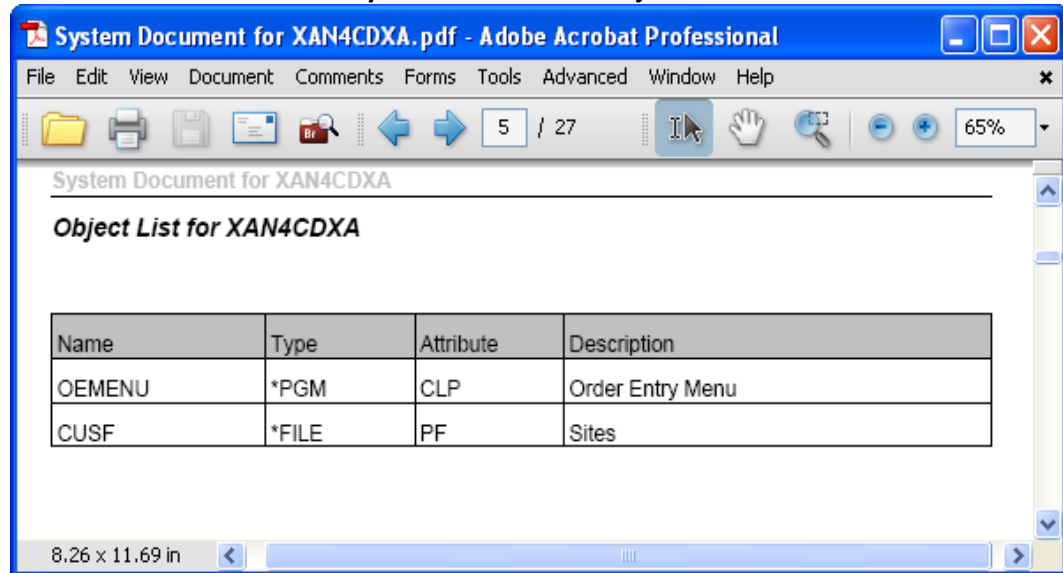 System Document for XAN4CDXA.pdf - Adobe Acrobat Professional
File Edit View Document Comments Forms Tools Advanced Window Help
Br 5 / 27 65%
System Document for XAN4CDXA
Object List for XAN4CDXA
Name Type Attribute Description
OEMENU *PGM CLP Order Entry Menu
CUSF *FILE PF Sites
8.26 x 11.69 in